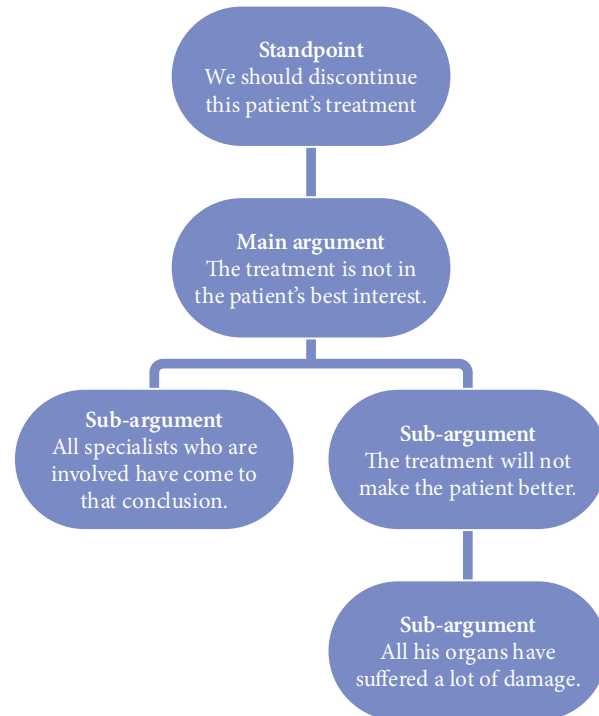 Standpoint
We should discontinue
this patient’s treatment
Main argument
The treatment is not in
the patient’s best interest.
Sub-argument
All specialists who are
involved have come to
that conclusion.
Sub-argument
The treatment will not
make the patient better.
Sub-argument
All his organs have
suffered a lot of damage.